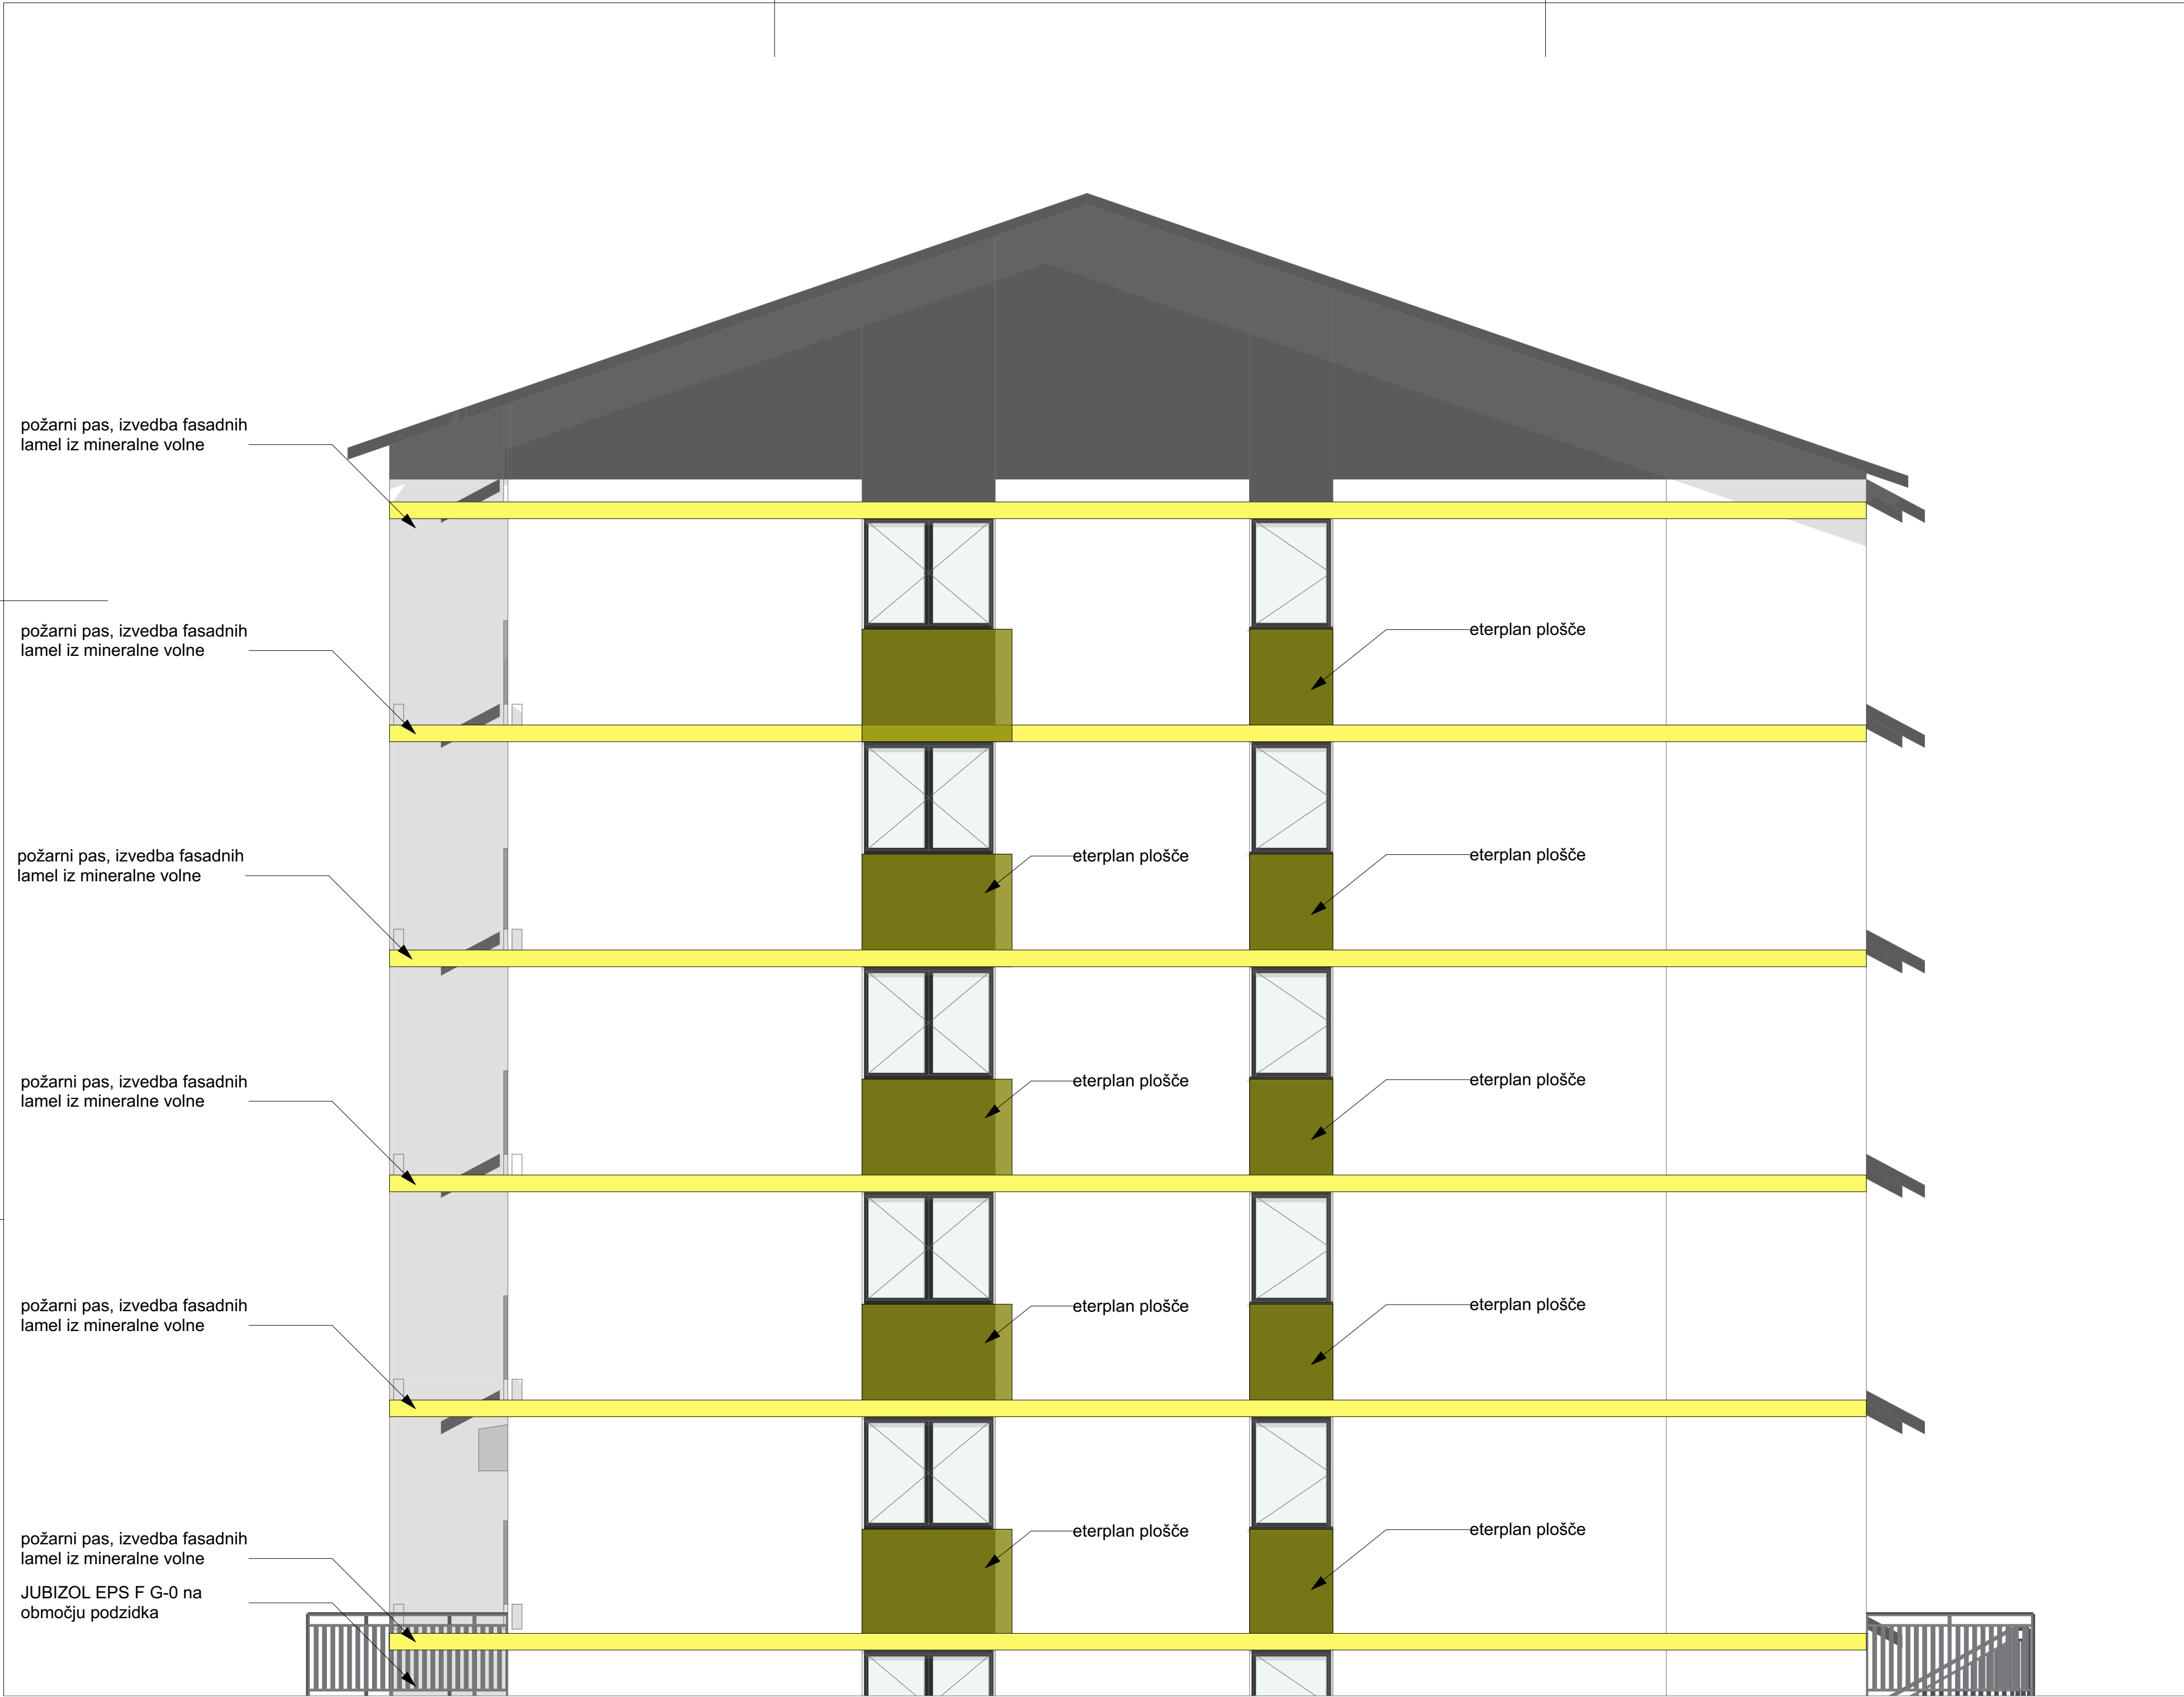 požarni pas, izvedba fasadnih
lamel iz mineralne volne
požarni pas, izvedba fasadnih
lamel iz mineralne volne
eterplan plošče
požarni pas, izvedba fasadnih
lamel iz mineralne volne
eterplan plošče
eterplan plošče
požarni pas, izvedba fasadnih
lamel iz mineralne volne
eterplan plošče
eterplan plošče
požarni pas, izvedba fasadnih
lamel iz mineralne volne
eterplan plošče
eterplan plošče
požarni pas, izvedba fasadnih
lamel iz mineralne volne
eterplan plošče
eterplan plošče
JUBIZOL EPS F G-0 na
območju podzidka